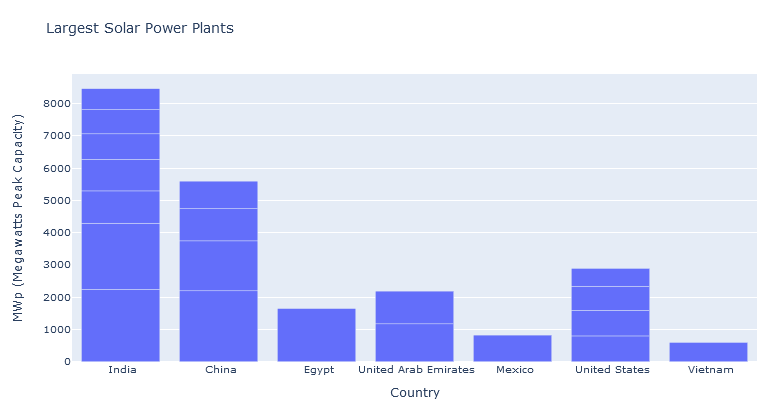 Largest Solar Power Plants
MWp (Megawatts Peak Capacity)
8000
7000
6000
5000
4000
3000
2000
1000
0
India China Egypt United Arab Emirates Mexico United States Vietnam
Country